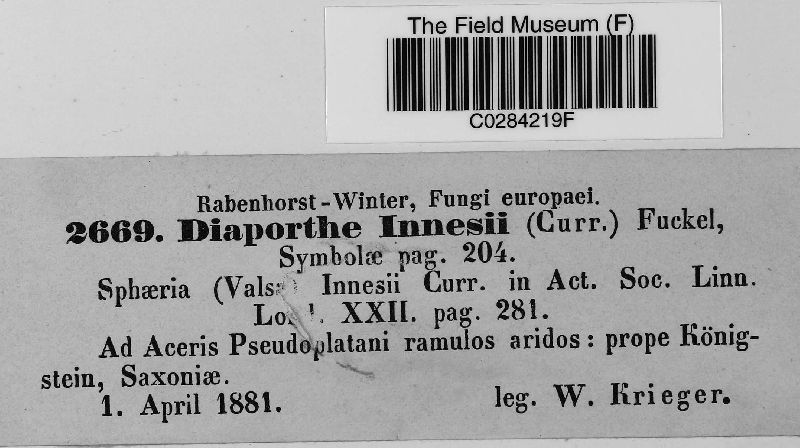 The Field Museum (F)
C0284219F
Rabenhorst-Winter, Fungi europaei.
2669. Diaporthe Innesii (Curr.) Fuckel,
Symbolæ pag. 204.
Sphæria (Vals Innesii Curr. in Act. Soc. Linn.
XXII. pag. 281.
Ad Aceris Pseudoplatani ramulos aridos: prope König-
stein, Saxoniæ.
1. April 1881. leg. W. Krieger.